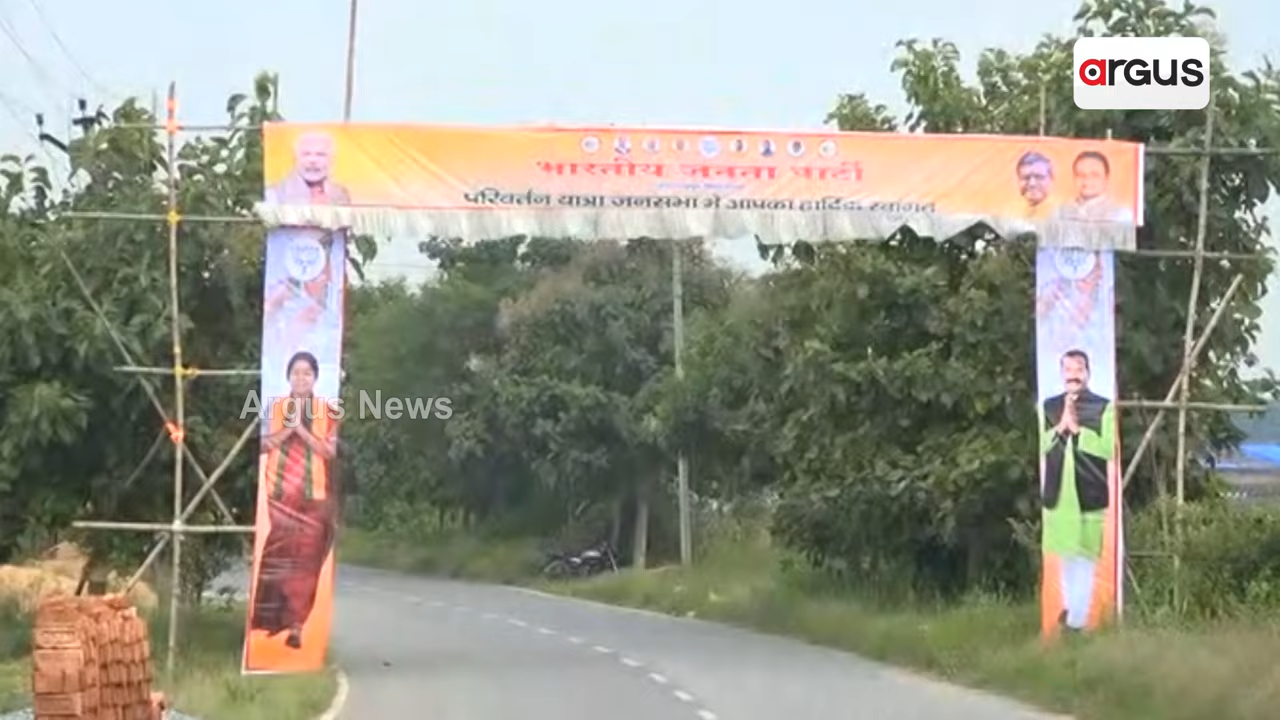 argus
भारतीय जनता पार्टी
परिवर्तन यात्रा जनसभा में आपका हार्दिक स्वागत
Argus News